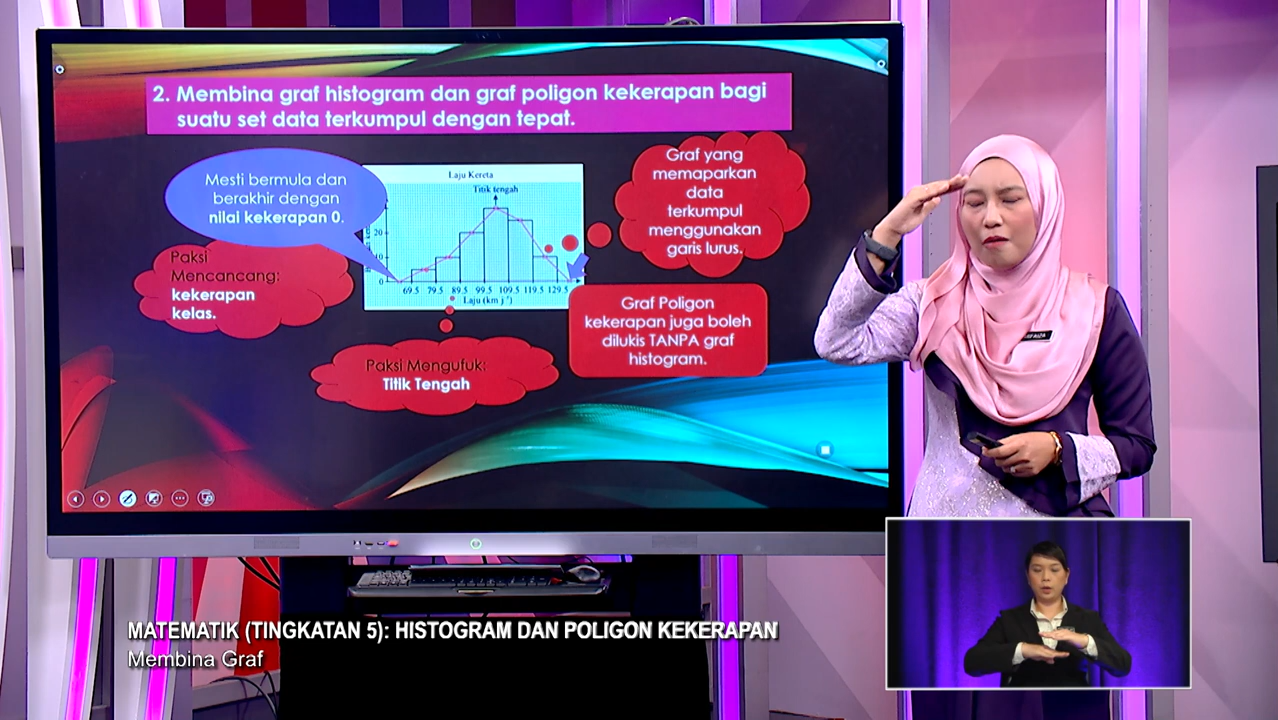 2. Membina graf histogram dan graf poligon kekerapan bagi
suatu set data terkumpul dengan tepat.
Mesti bermula dan
berakhir dengan
nilai kekerapan 0.
Paksi
Mencancang:
kekerapan
kelas.
Laju Kereta
Titik tengah
20
10
0
69.5 79.5 89.5 99.5 109.5 119.5 129.5
Laju (km j⁻¹)
Graf yang
memaparkan
data
terkumpul
menggunakan
garis lurus.
Graf Poligon
kekerapan juga boleh
dilukis TANPA graf
histogram.
Paksi Mengufuk:
Titik Tengah
MATEMATIK (TINGKATAN 5): HISTOGRAM DAN POLIGON KEKERAPAN
Membina Graf